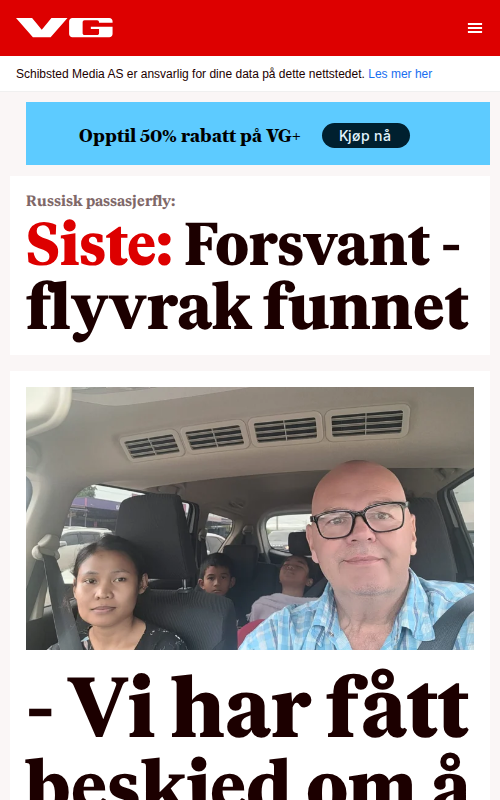 VG
Schibsted Media AS er ansvarlig for dine data på dette nettstedet. Les mer her
Opptil 50% rabatt på VG+
Kjøp nå
Russisk passasjerfly:
Siste: Forsvant -
flyvrak funnet
- Vi har fått
beskjed om å